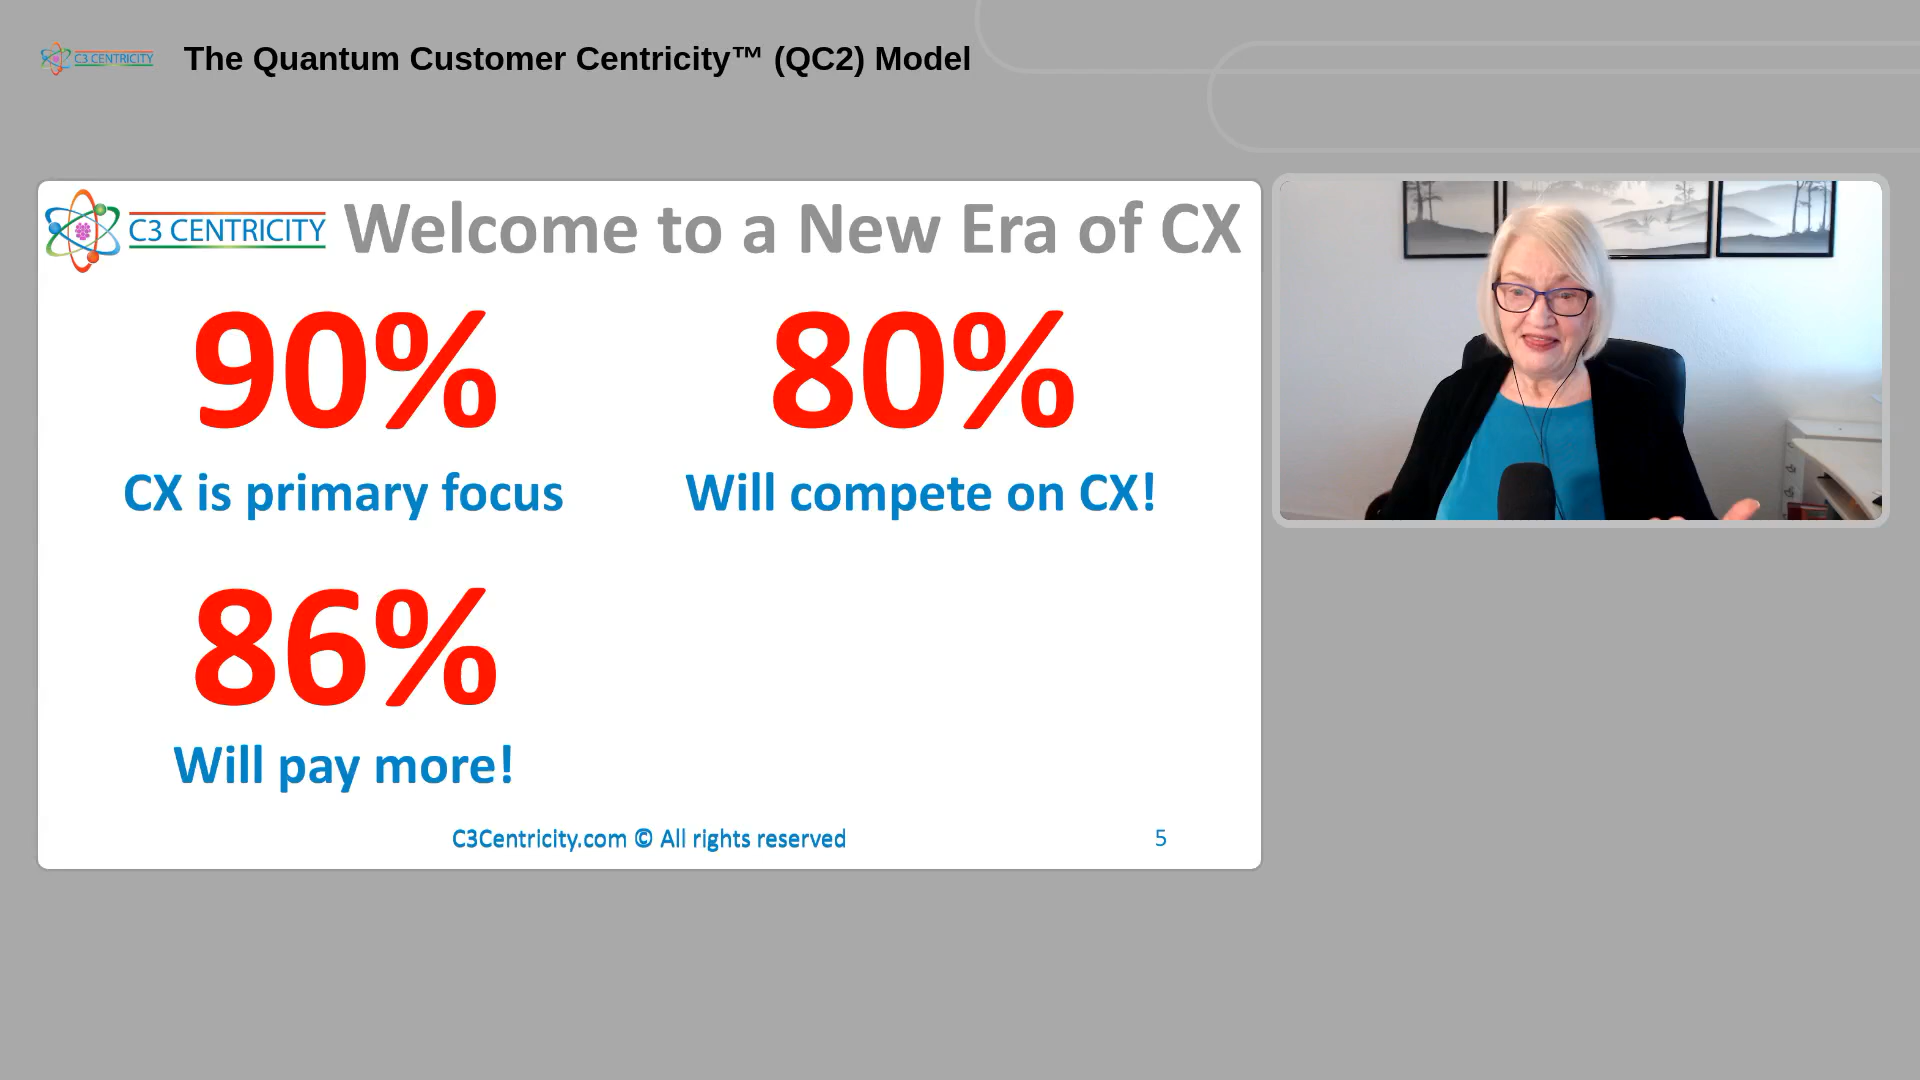 C3 CENTRICITY
The Quantum Customer Centricity™ (QC2) Model
C3 CENTRICITY
Welcome to a New Era of CX
90%
80%
CX is primary focus
Will compete on CX!
86%
Will pay more!
C3Centricity.com © All rights reserved
5